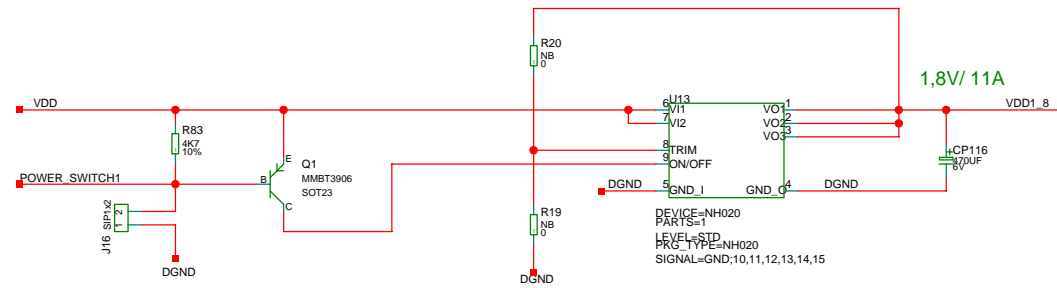 R20
NB
0
1,8V/ 11A
VDD
U13
6 VI1 VO1 1
7 VI2 VO2 2
VO3 3
VDD1_8
R83
4K7
10%
8 TRIM
9 ON/OFF
+
CP116
470UF
6V
E
Q1
B
MMBT3906
SOT23
C
POWER_SWITCH1
DGND
5 GND_I GND_O 4
DGND
SIP1x2
1 2
J16
R19
NB
0
DEVICE=NH020
PARTS=1
LEVEL=STD
PKG_TYPE=NH020
SIGNAL=GND;10,11,12,13,14,15
DGND
DGND